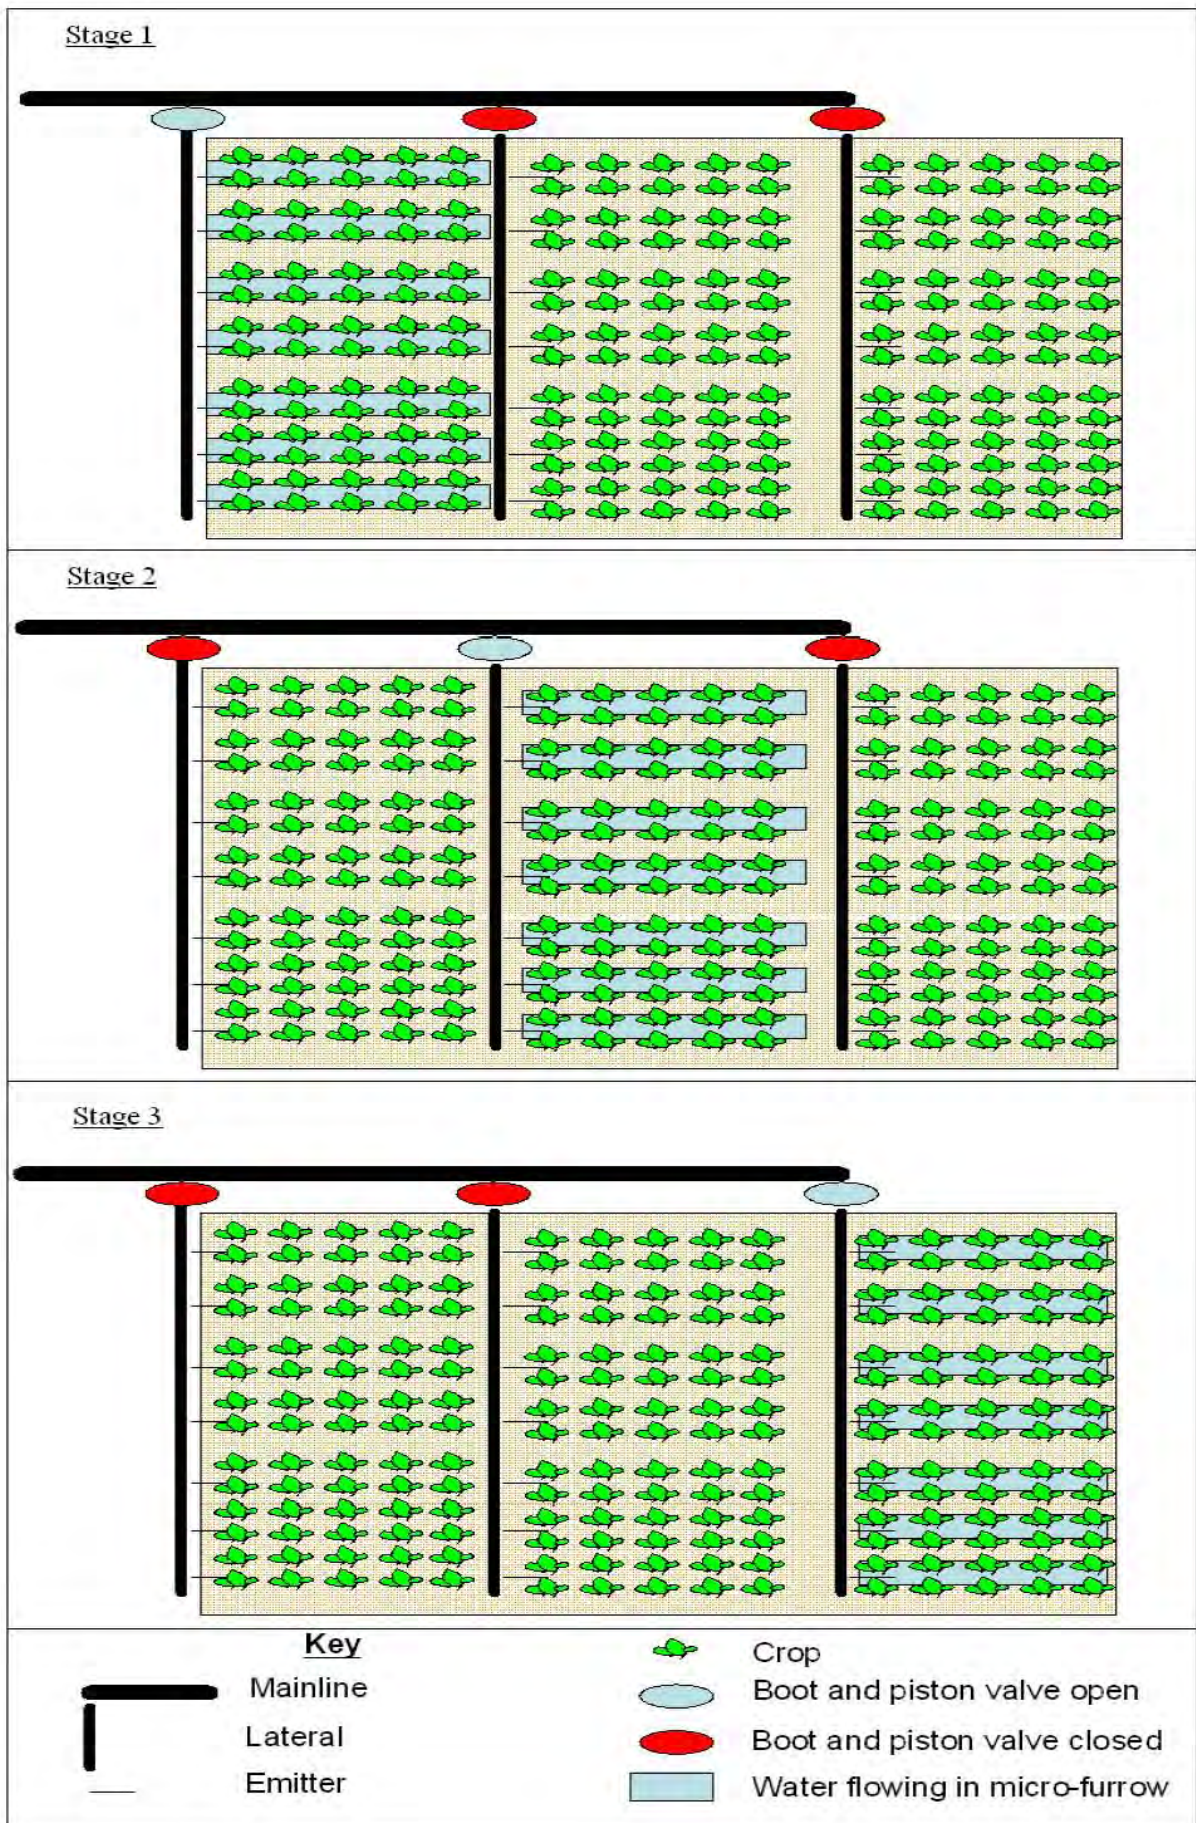 Stage 1
Stage 2
Stage 3
Key
Mainline
Lateral
Emitter
Crop
Boot and piston valve open
Boot and piston valve closed
Water flowing in micro-furrow